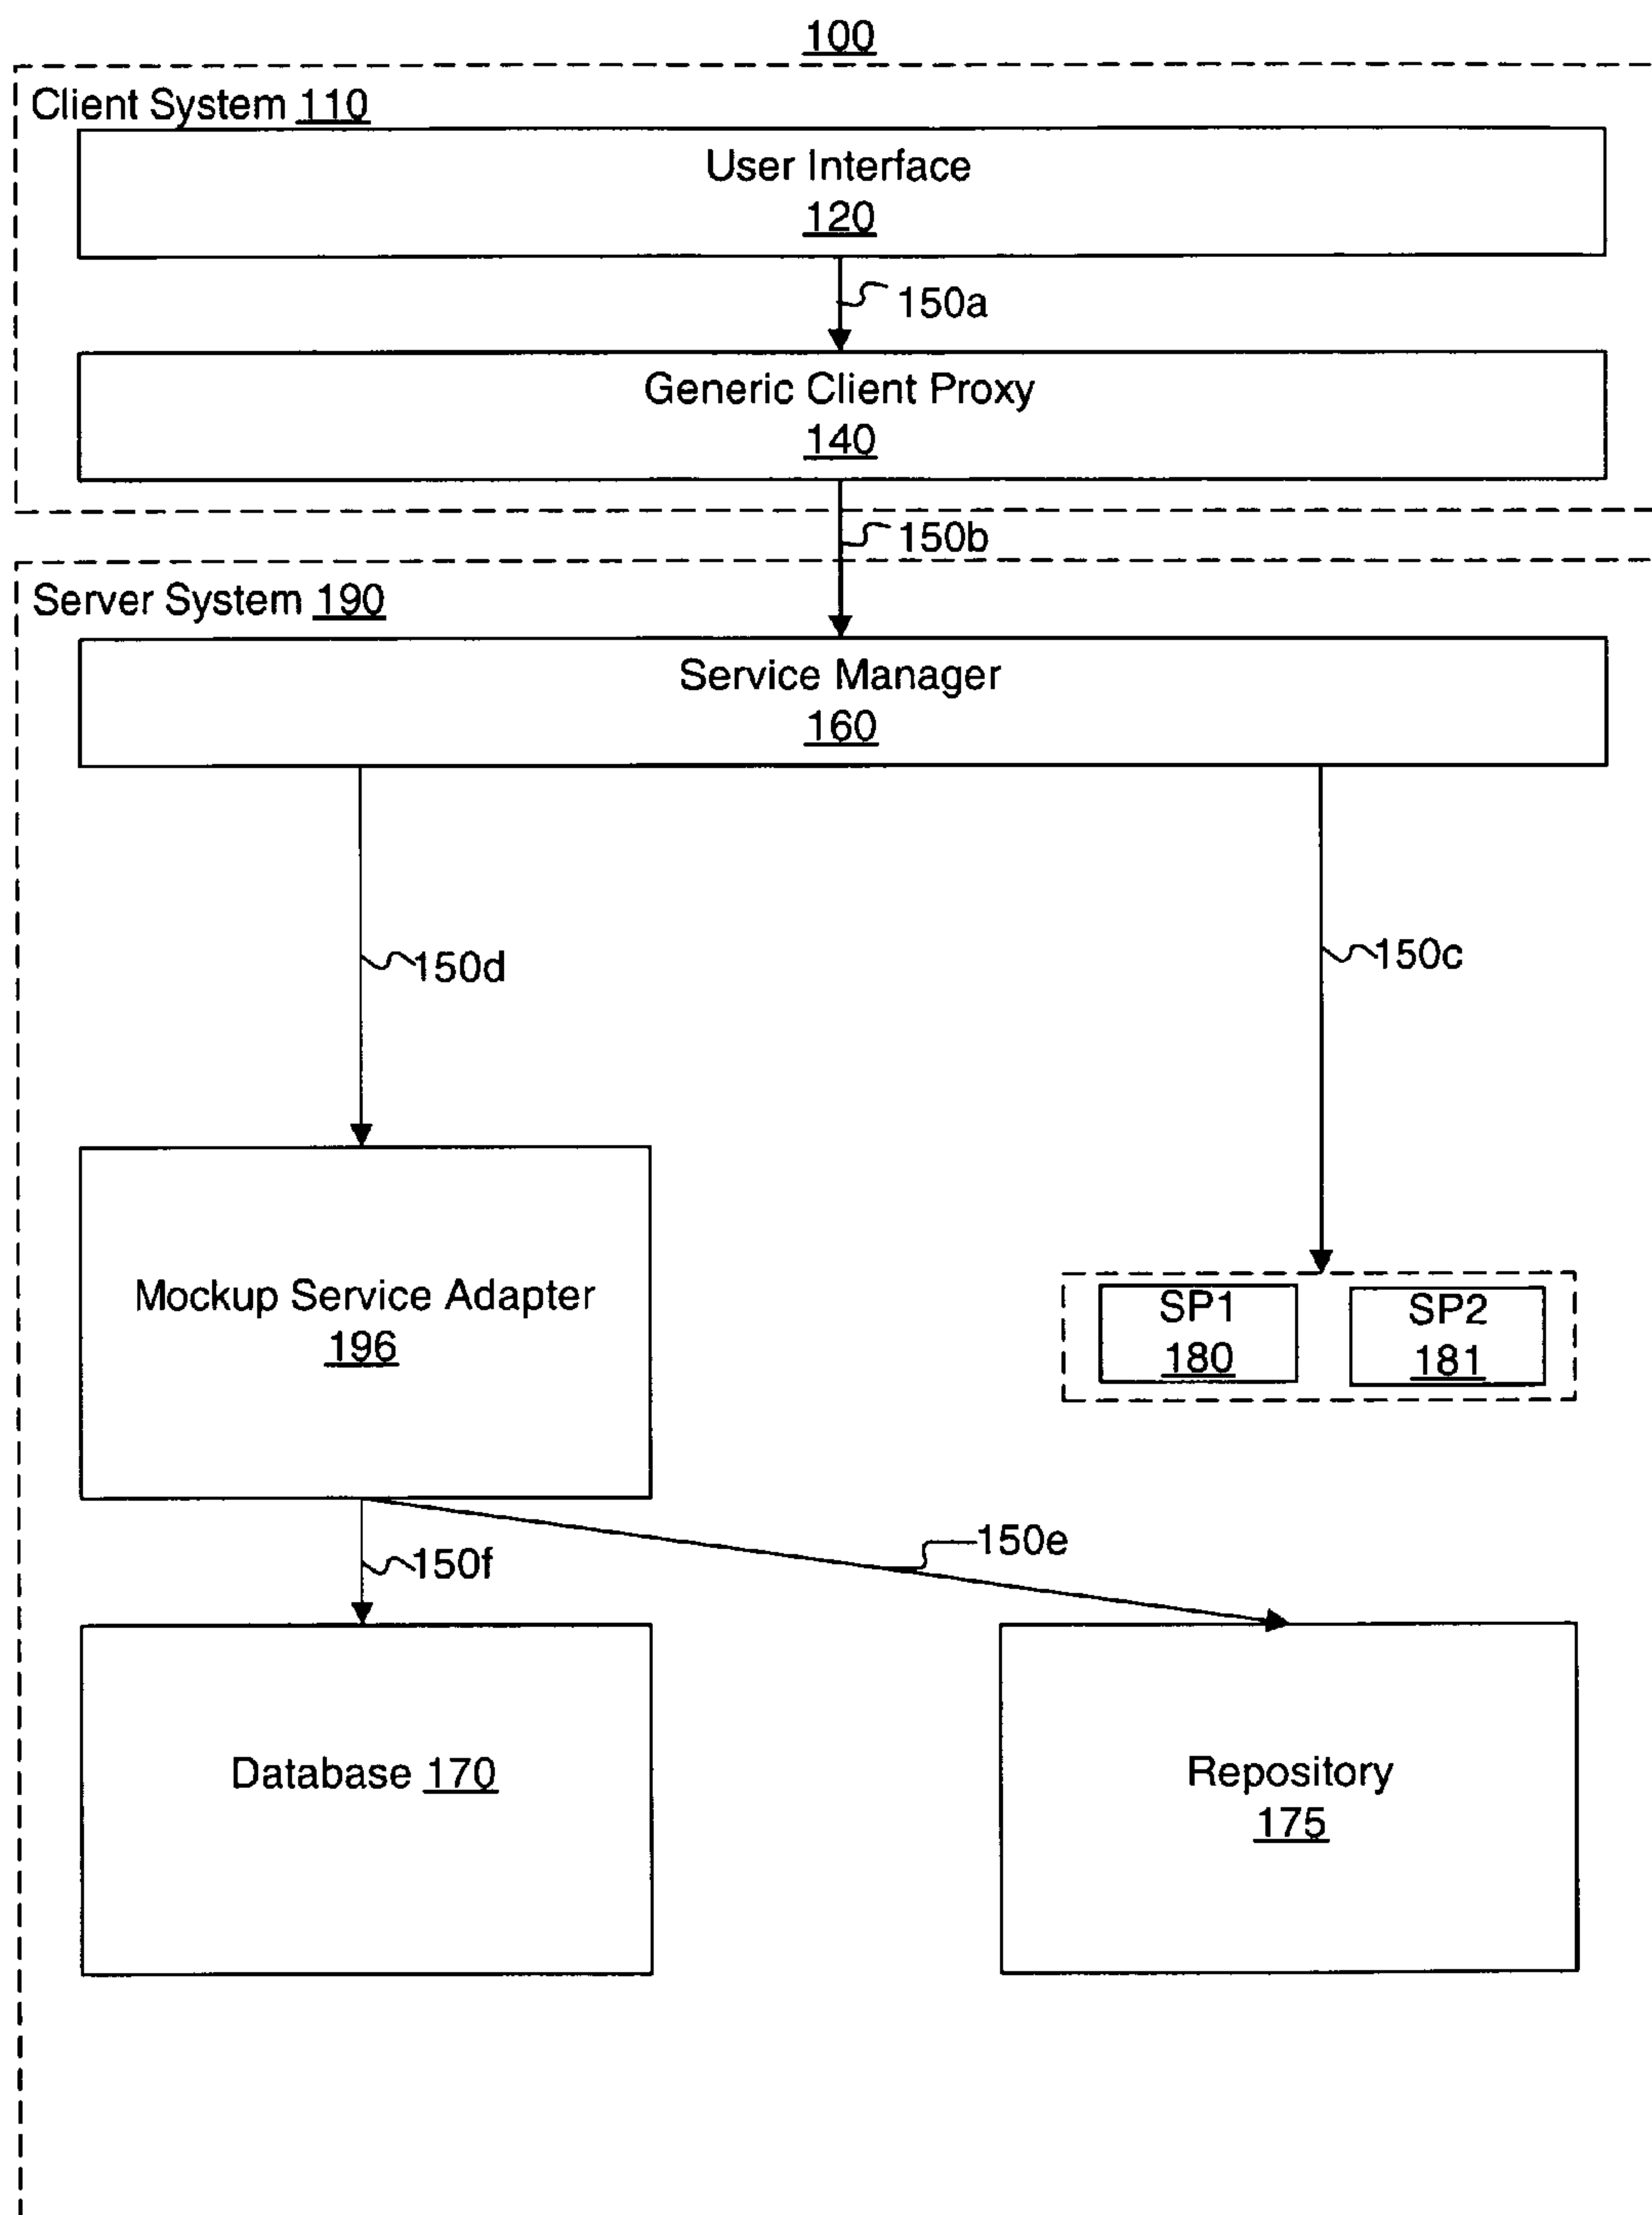 100
Client System 110
User Interface
120
150a
Generic Client Proxy
140
150b
Server System 190
Service Manager
160
150d
150c
Mockup Service Adapter
196
SP1
180
SP2
181
150f
150e
Database 170
Repository
175